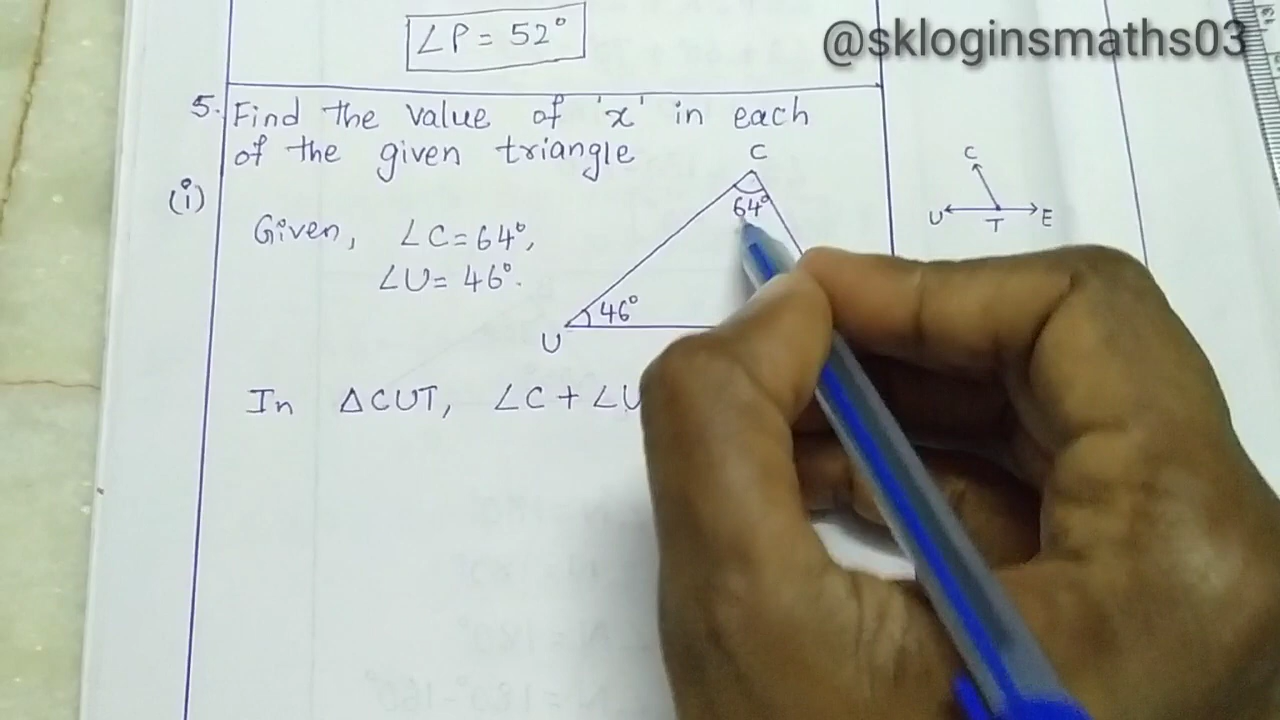 ∠P = 52°
@skloginsmaths03
5. Find the value of 'x' in each
of the given triangle
(i)
Given, ∠C = 64°,
∠U = 46°.
C
64°
46°
U
C
U T E
In ΔCUT, ∠C + ∠U